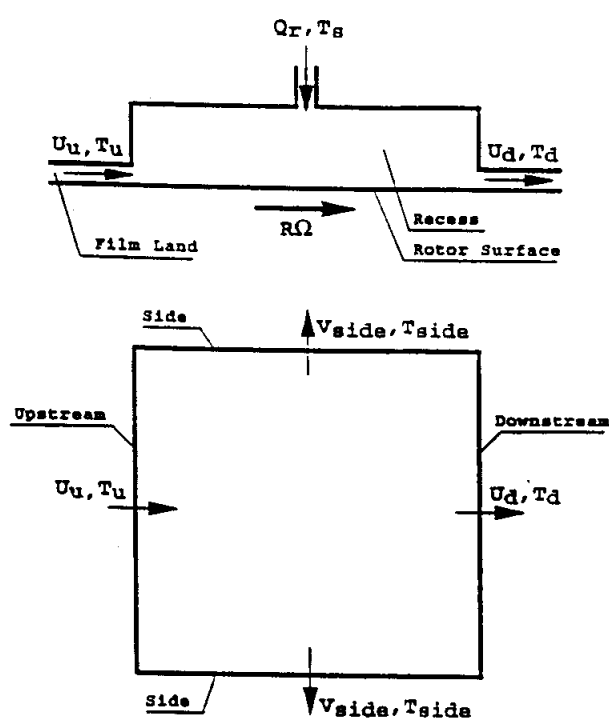 Qr, Ts
Uu, Tu
Ud, Td
Film Land
RΩ
Recess
Rotor Surface
Side
Vside, Tside
Upstream
Downstream
Uu, Tu
Ud, Td
Side
Vside, Tside